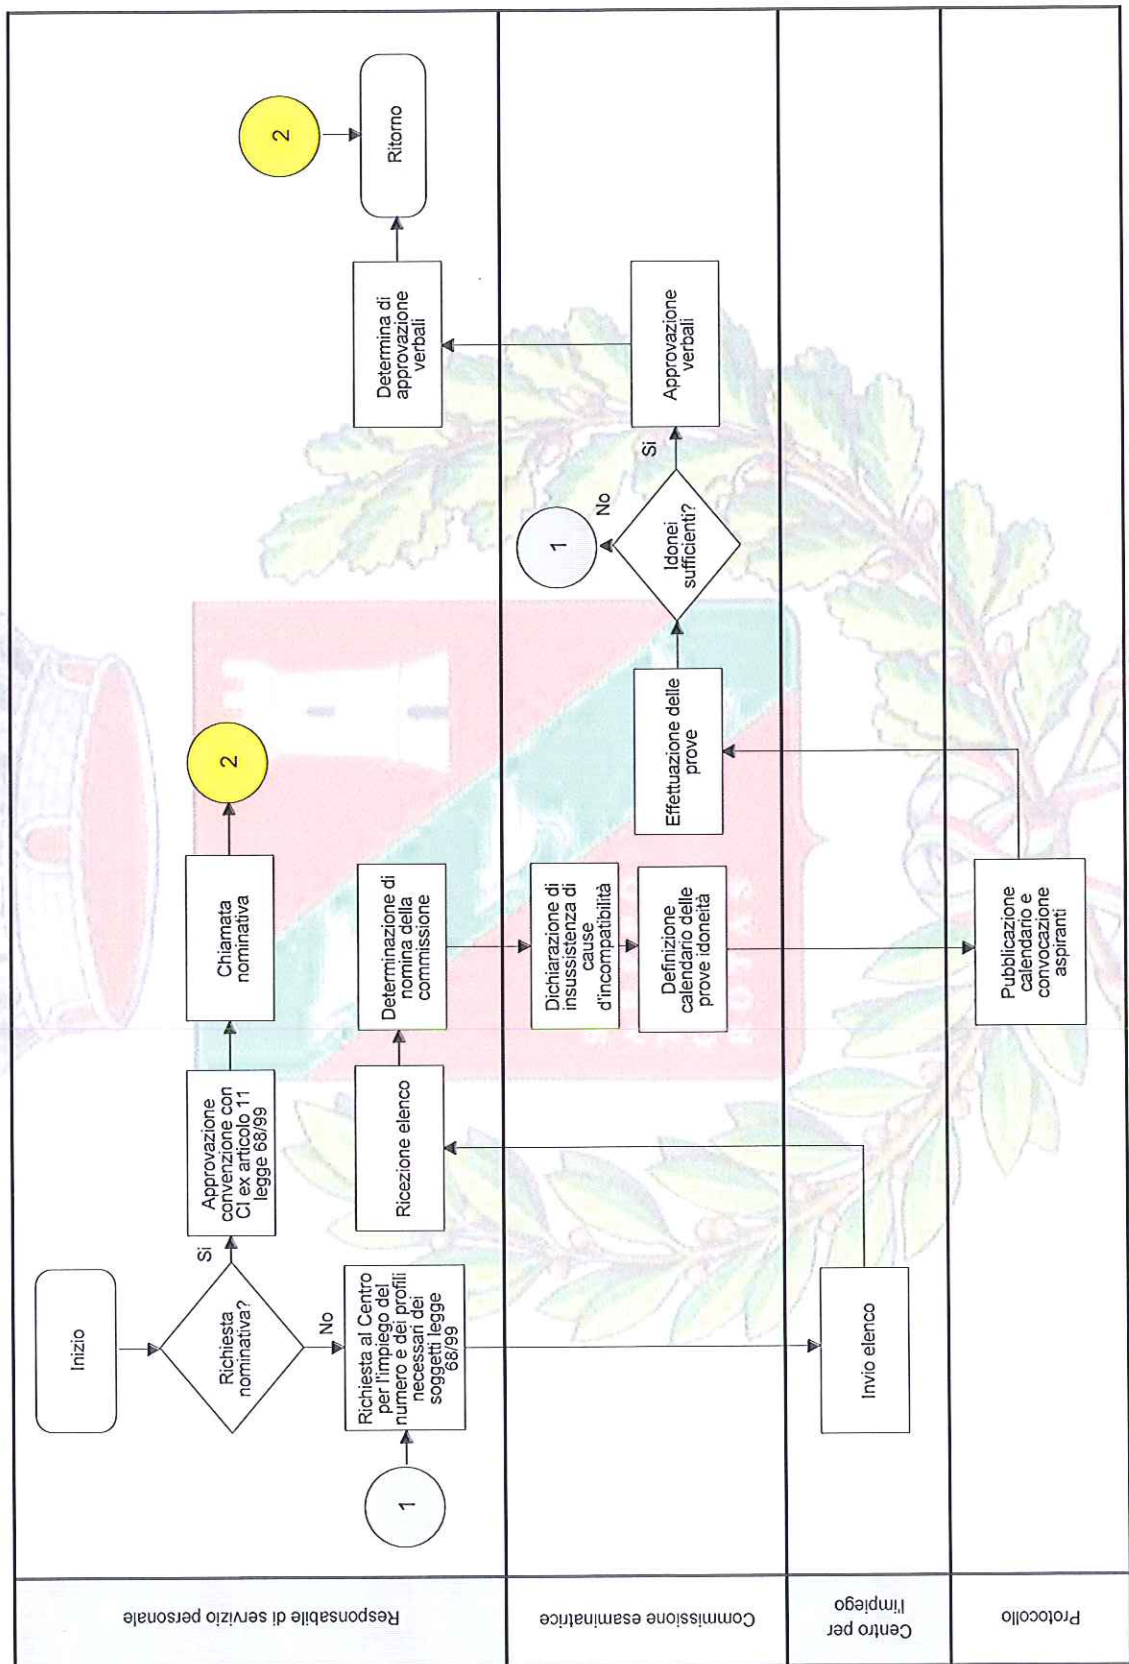 Responsabile di servizio personale
Inizio
Richiesta
nominativa?
Si
No
Approvazione
convenzione con
CI ex articolo 11
legge 68/99
Chiamata
nominativa
2
2
1
Richiesta al Centro
per l'impiego del
numero e dei profili
necessari dei
soggetti legge
68/99
Ricezione elenco
Determinazione di
nomina della
commissione
Determina di
approvazione
verbali
Ritorno
Commissione esaminatrice
Dichiarazione di
insussistenza di
cause
d'incompatibilità
Definizione
calendario delle
prove idoneità
Effettuazione delle
prove
Idonei
sufficienti?
No
1
Si
Approvazione
verbali
Centro per
l'impiego
Invio elenco
Protocollo
Pubblicazione
calendario e
convocazione
aspiranti